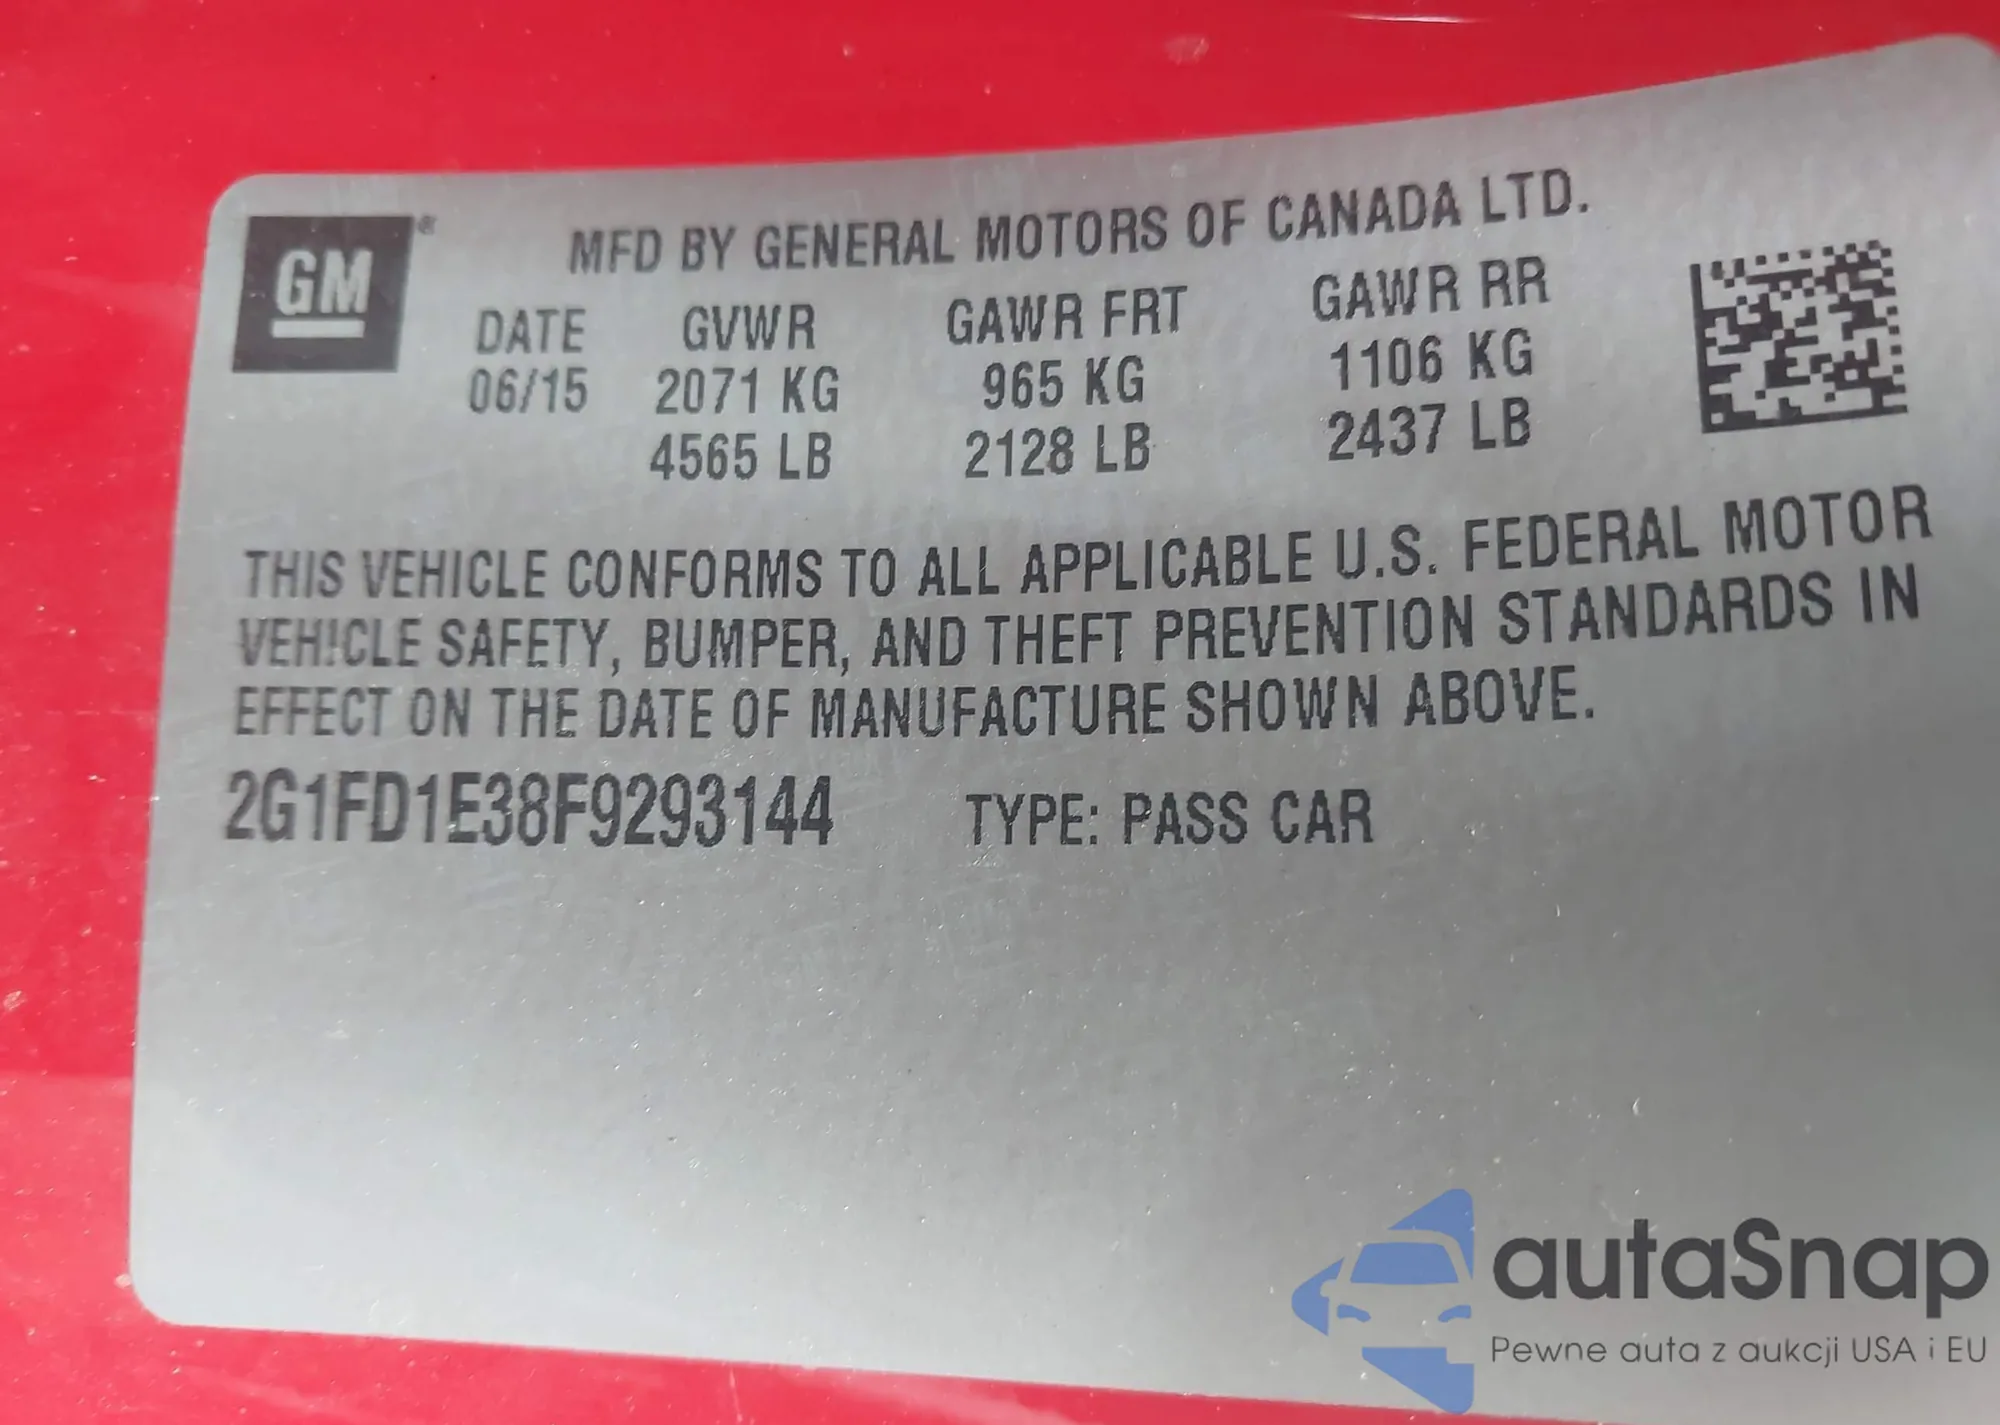 GM ®
MFD BY GENERAL MOTORS OF CANADA LTD.
DATE GVWR GAWR FRT GAWR RR
06/15 2071 KG 965 KG 1106 KG
4565 LB 2128 LB 2437 LB
THIS VEHICLE CONFORMS TO ALL APPLICABLE U.S. FEDERAL MOTOR
VEHICLE SAFETY, BUMPER, AND THEFT PREVENTION STANDARDS IN
EFFECT ON THE DATE OF MANUFACTURE SHOWN ABOVE.
2G1FD1E38F9293144 TYPE: PASS CAR
autaSnap
Pewne auta z aukcji USA i EU